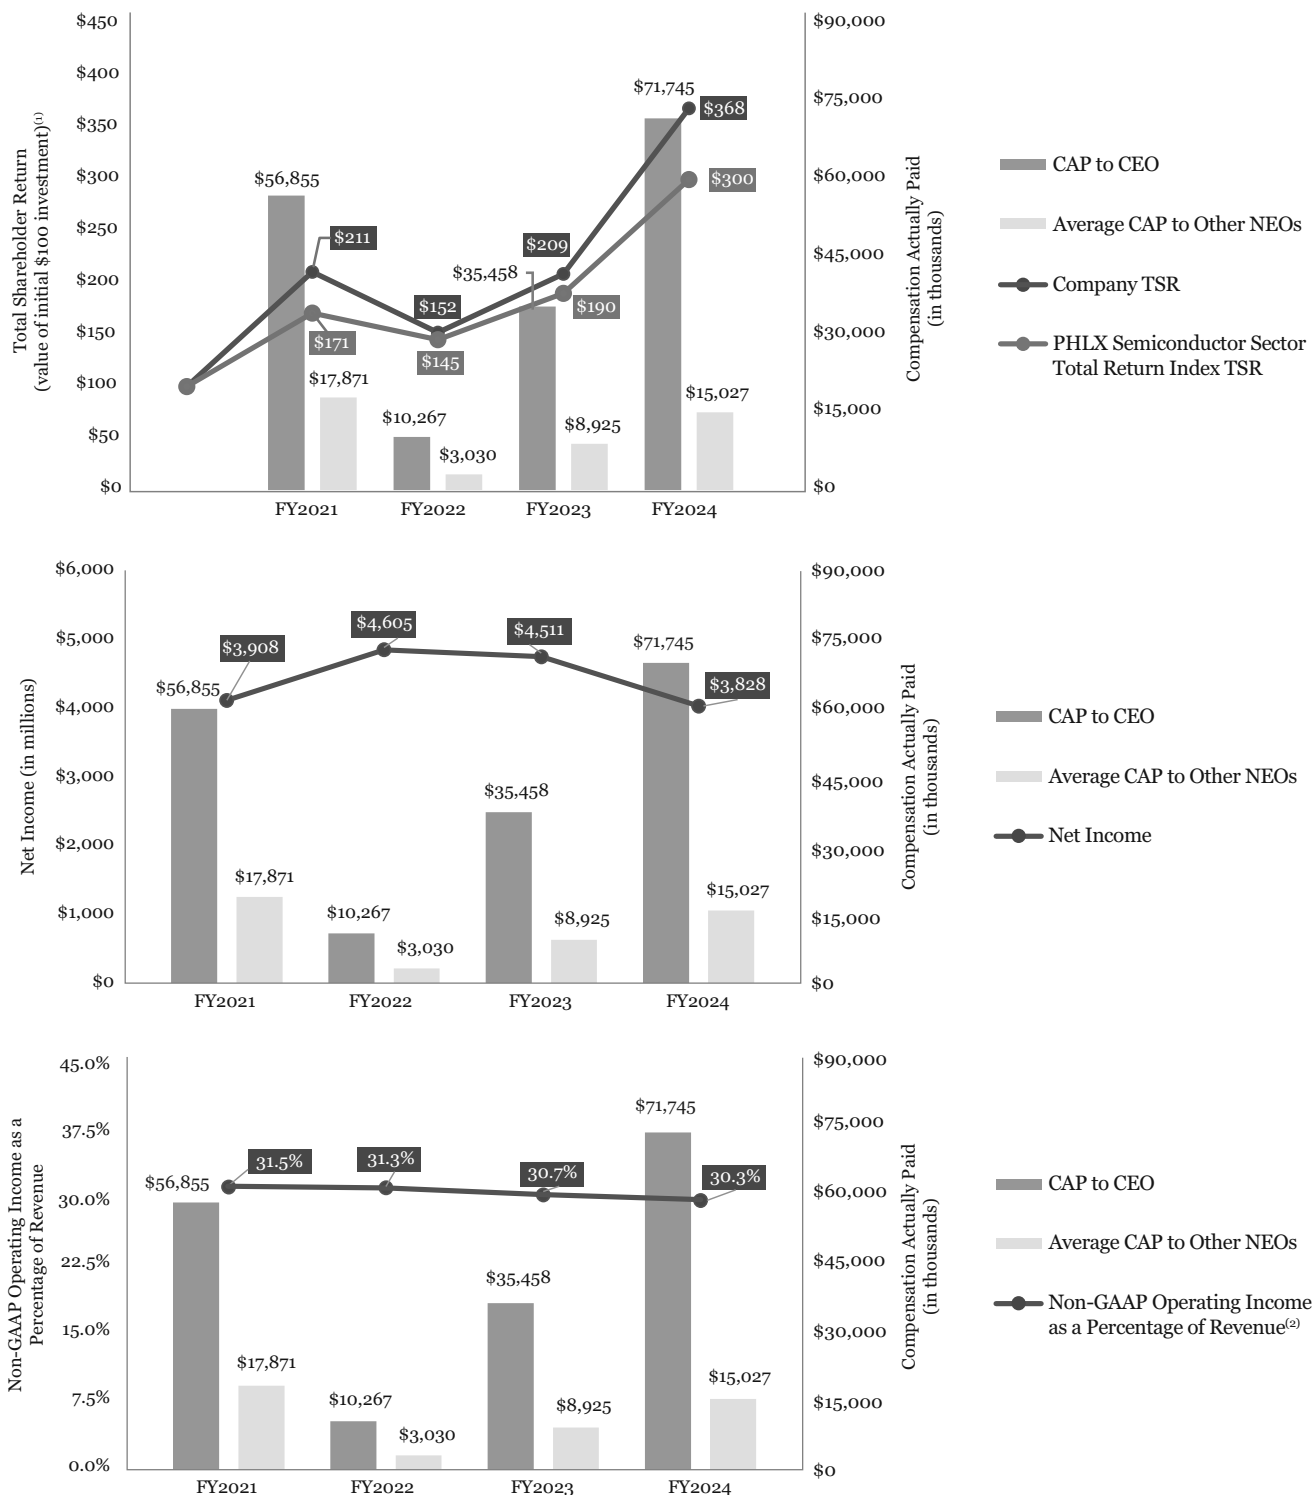 $450
$400
$350
$300
$250
$200
$150
$100
$50
$0
Total Shareholder Return
(value of initial $100 investment)(1)
$56,855
$211
$171
$17,871
$10,267
$152
$145
$3,030
$35,458
$209
$190
$8,925
$71,745
$368
$300
$15,027
FY2021
FY2022
FY2023
FY2024
$90,000
$75,000
$60,000
$45,000
$30,000
$15,000
$0
Compensation Actually Paid
(in thousands)
CAP to CEO
Average CAP to Other NEOs
Company TSR
PHLX Semiconductor Sector
Total Return Index TSR
$6,000
$5,000
$4,000
$3,000
$2,000
$1,000
$0
Net Income (in millions)
$56,855
$3,908
$17,871
$4,605
$10,267
$3,030
$4,511
$35,458
$8,925
$71,745
$3,828
$15,027
FY2021
FY2022
FY2023
FY2024
$90,000
$75,000
$60,000
$45,000
$30,000
$15,000
$0
Compensation Actually Paid
(in thousands)
CAP to CEO
Average CAP to Other NEOs
Net Income
45.0%
37.5%
30.0%
22.5%
15.0%
7.5%
0.0%
Non-GAAP Operating Income as a
Percentage of Revenue
$56,855
31.5%
$17,871
31.3%
$10,267
$3,030
30.7%
$35,458
$8,925
$71,745
30.3%
$15,027
FY2021
FY2022
FY2023
FY2024
$90,000
$75,000
$60,000
$45,000
$30,000
$15,000
$0
Compensation Actually Paid
(in thousands)
CAP to CEO
Average CAP to Other NEOs
Non-GAAP Operating Income
as a Percentage of Revenue(2)